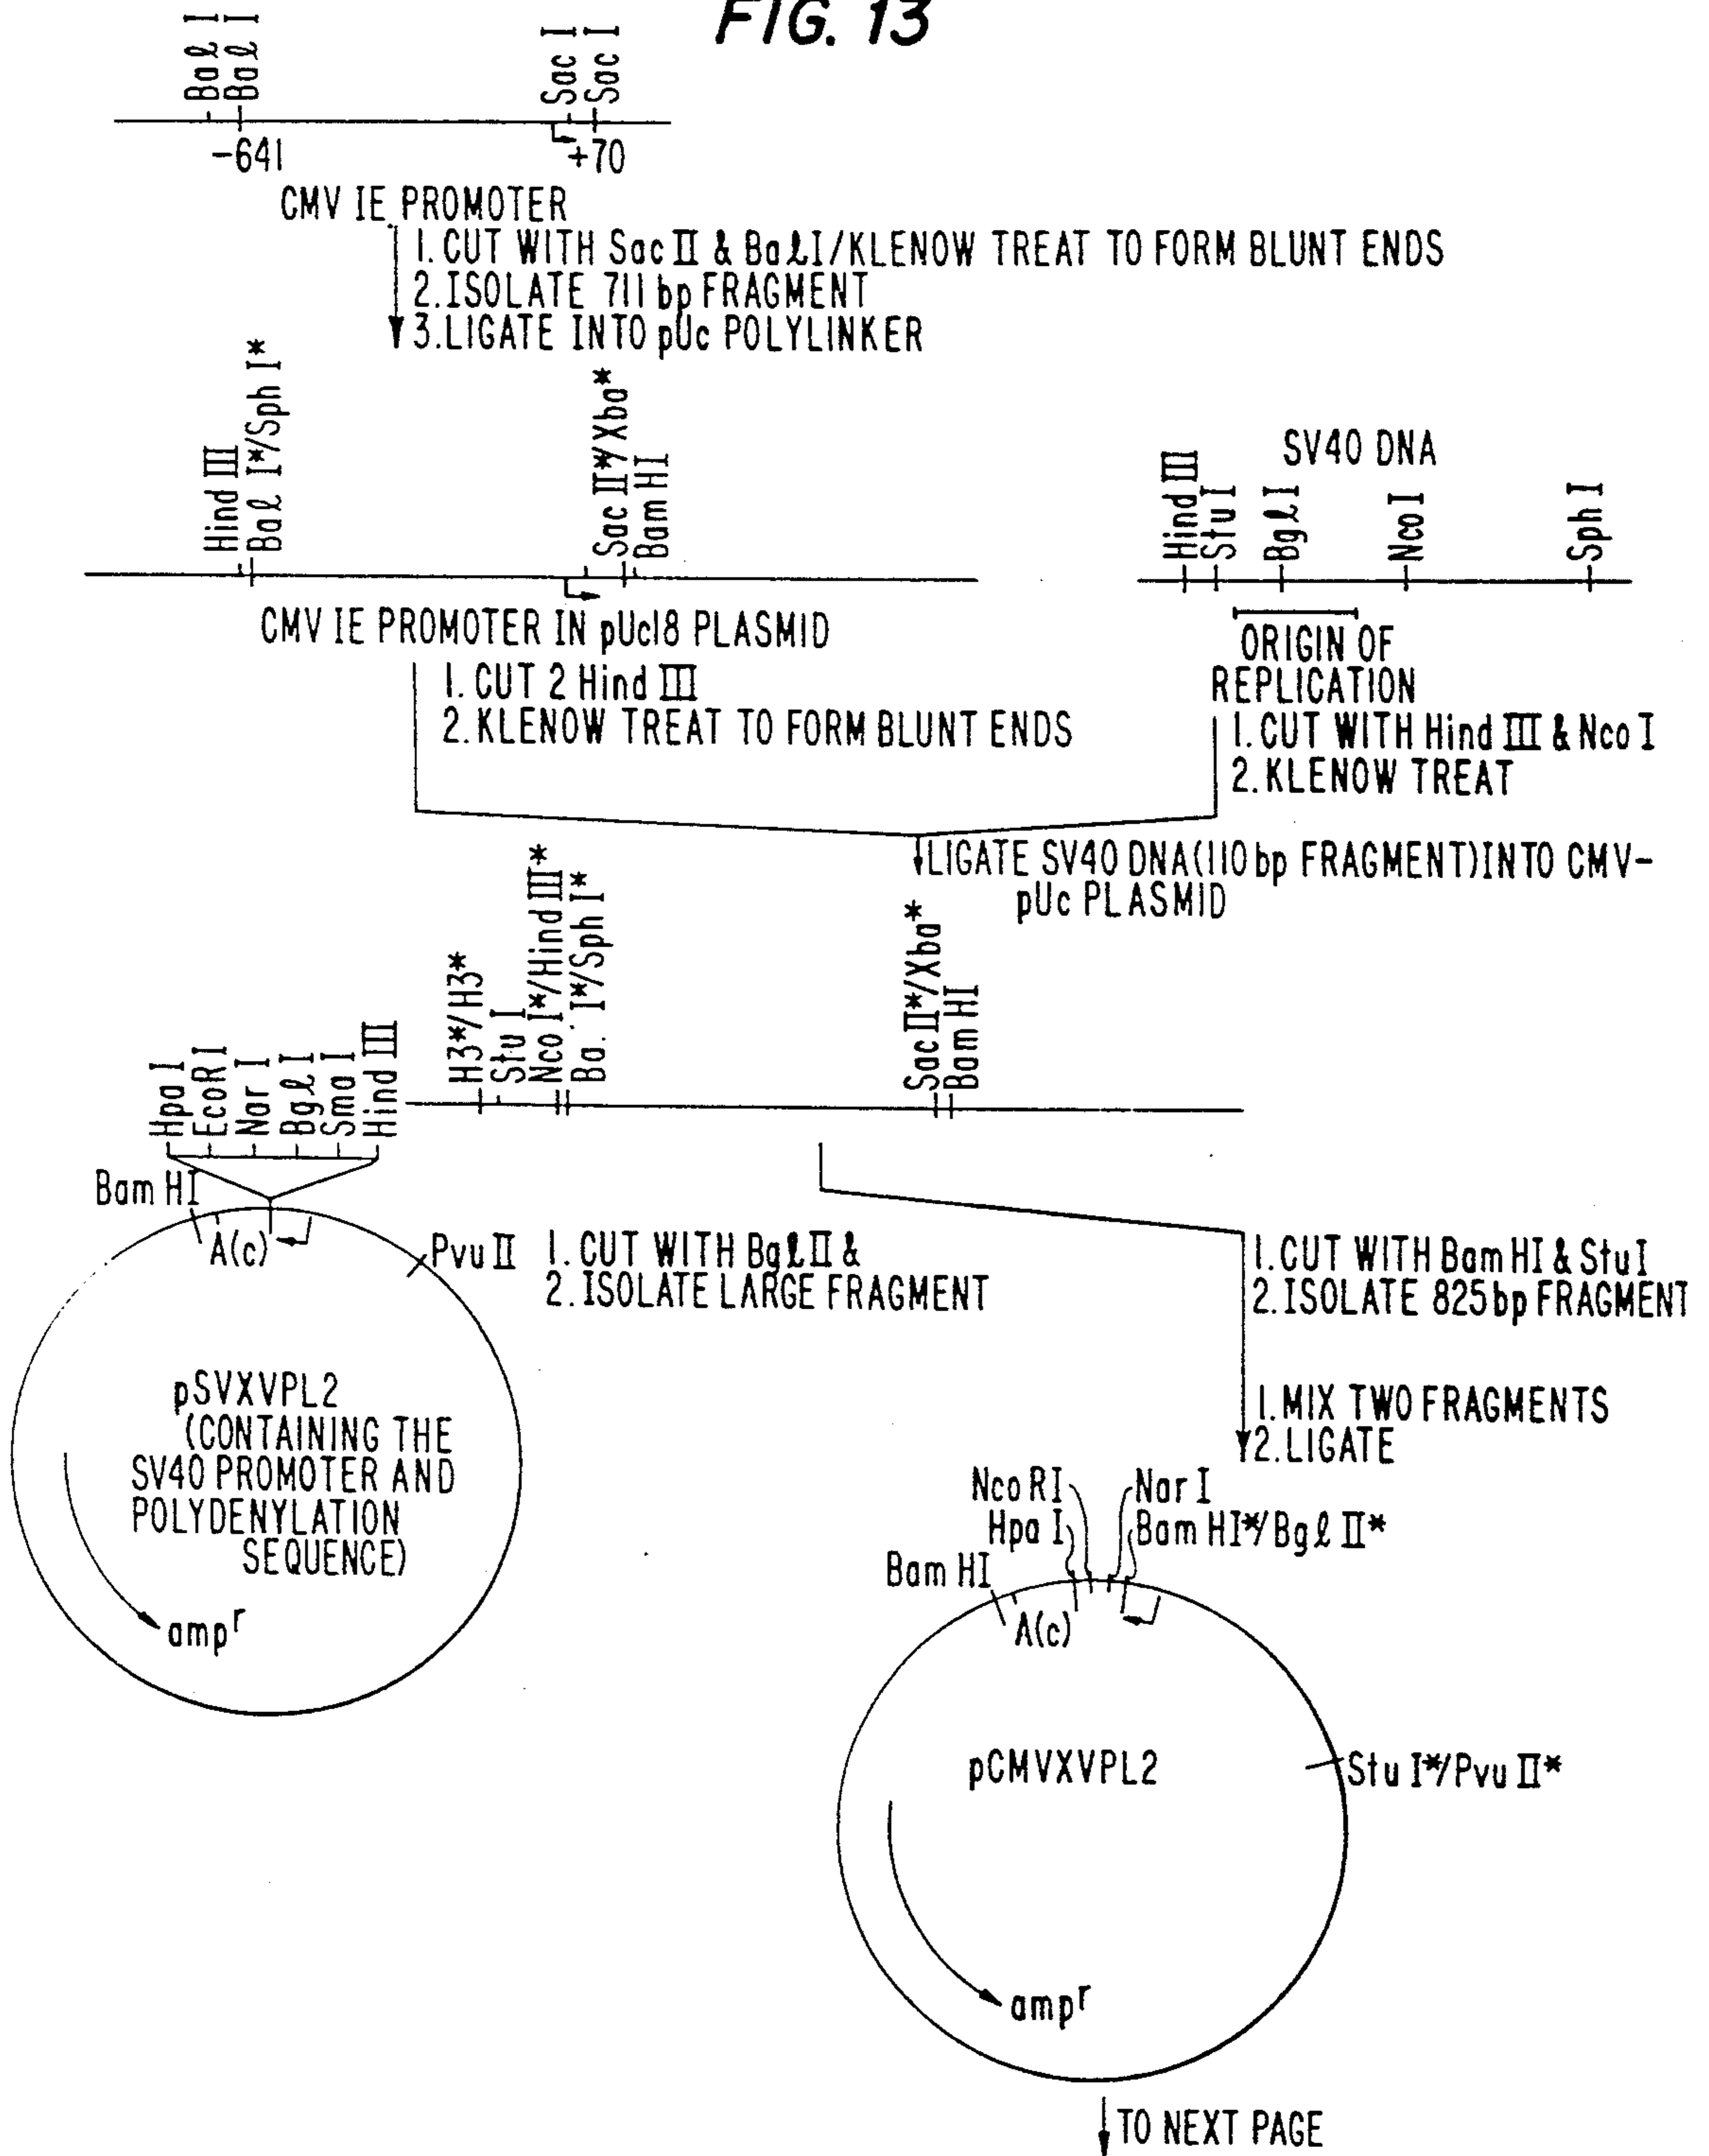 FIG. 13
Bal I
Bal I
Sac I
Sac I
-641
+70
CMV IE PROMOTER
1. CUT WITH Sac II & Bal I/KLENOW TREAT TO FORM BLUNT ENDS
2. ISOLATE 711 bp FRAGMENT
3. LIGATE INTO pUc POLYLINKER
Hind III
Bal I*/Sph I*
Sac II*/Xba*
Bam HI
SV40 DNA
Hind III
Stu I
Bgl I
Nco I
Sph I
CMV IE PROMOTER IN pUc18 PLASMID
1. CUT 2 Hind III
2. KLENOW TREAT TO FORM BLUNT ENDS
ORIGIN OF
REPLICATION
1. CUT WITH Hind III & Nco I
2. KLENOW TREAT
LIGATE SV40 DNA (110 bp FRAGMENT) INTO CMV-
pUc PLASMID
H3*/H3*
Stu I
Nco I*/Hind III*
Ba. I*/Sph I*
Sac II*/Xba*
Bam HI
Hpa I
EcoR I
Nar I
Bgl I
Sma I
Hind III
Bam HI
A(c)
Pvu II
1. CUT WITH Bgl II &
2. ISOLATE LARGE FRAGMENT
1. CUT WITH Bam HI & Stu I
2. ISOLATE 825 bp FRAGMENT
pSVXVPL2
(CONTAINING THE
SV40 PROMOTER AND
POLYDENYLATION
SEQUENCE)
ampr
1. MIX TWO FRAGMENTS
2. LIGATE
Nco RI
Nar I
Hpa I
Bam HI*/Bgl II*
Bam HI
A(c)
pCMVXVPL2
Stu I*/Pvu II*
ampr
TO NEXT PAGE